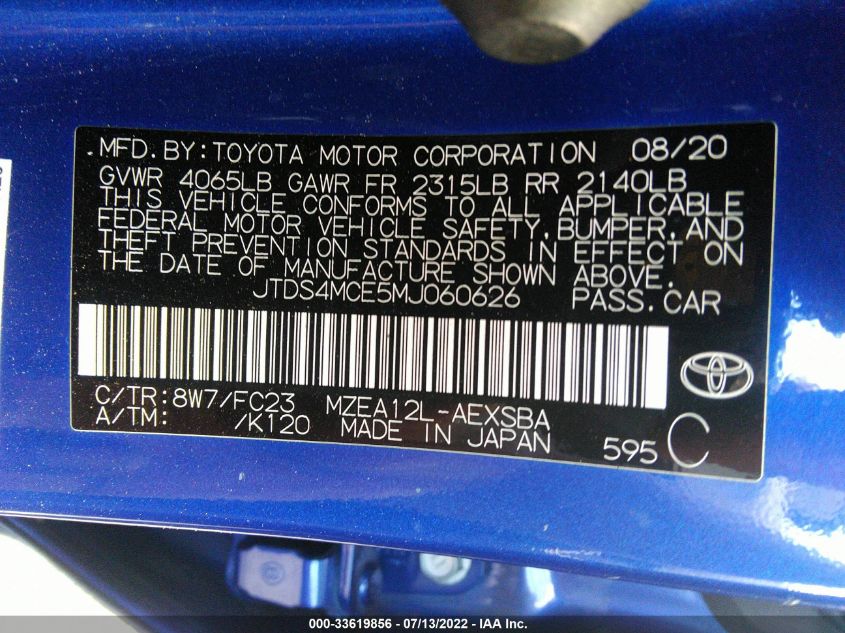 MFD.BY:TOYOTA MOTOR CORPORATION 08/20
GVWR 4065LB GAWR FR 2315LB RR 2140LB
THIS VEHICLE CONFORMS TO ALL APPLICABLE
FEDERAL MOTOR VEHICLE SAFETY,BUMPER,AND
THEFT PREVENTION STANDARDS IN EFFECT ON
THE DATE OF MANUFACTURE SHOWN ABOVE.
JTDS4MCE5MJ060626 PASS.CAR
C/TR:8W7/FC23 MZEA12L-AEXSBA
A/TM: /K120 MADE IN JAPAN 595 C
000-33619856 - 07/13/2022 - IAA Inc.